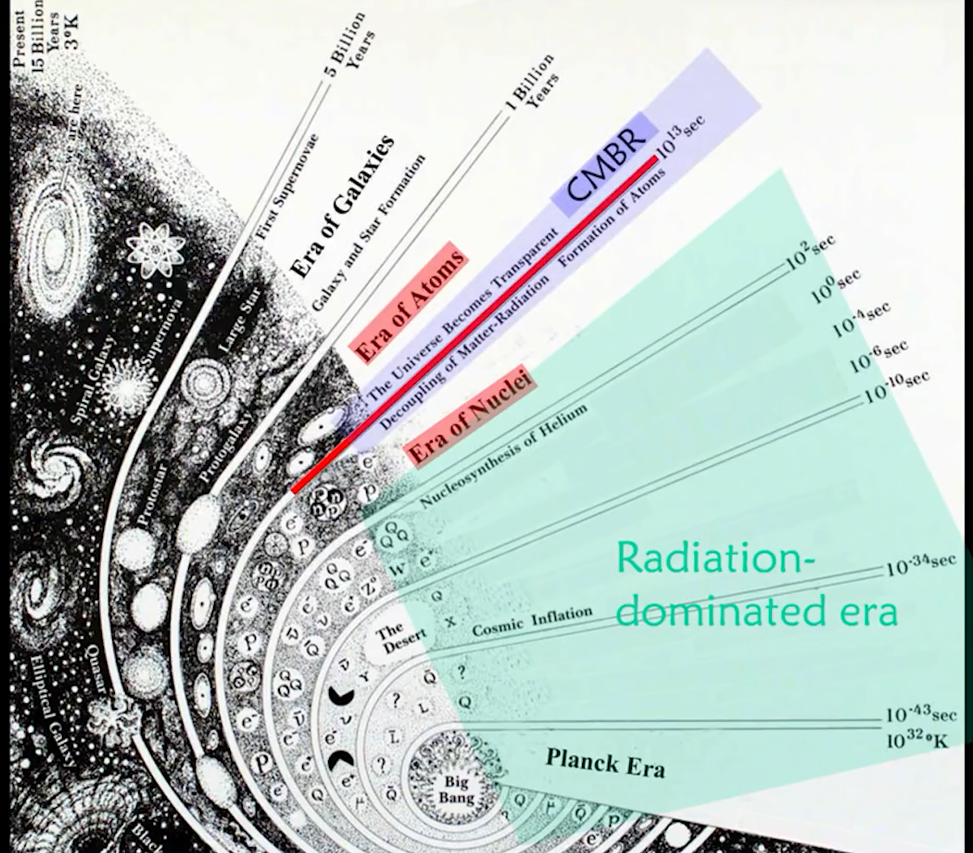 Present
15 Billion
Years
3°K
are here
5 Billion
Years
First Supernovae
Era of Galaxies
Galaxy and Star Formation
1 Billion
Years
Era of Atoms
The Universe Becomes Transparent
CMBR
10¹³sec
Decoupling of Matter-Radiation
Formation of Atoms
Era of Nuclei
Nucleosynthesis of Helium
10²sec
10⁰sec
10⁻⁴sec
10⁻⁶sec
10⁻¹⁰sec
Radiation-
dominated era
10⁻³⁴sec
Cosmic Inflation
The
Desert
10⁻⁴³sec
10³²°K
Planck Era
Big
Bang
Spiral Galaxy
Supernova
Large Star
Protostar
Protogalaxy
Quasar
Elliptical Galaxy
Black